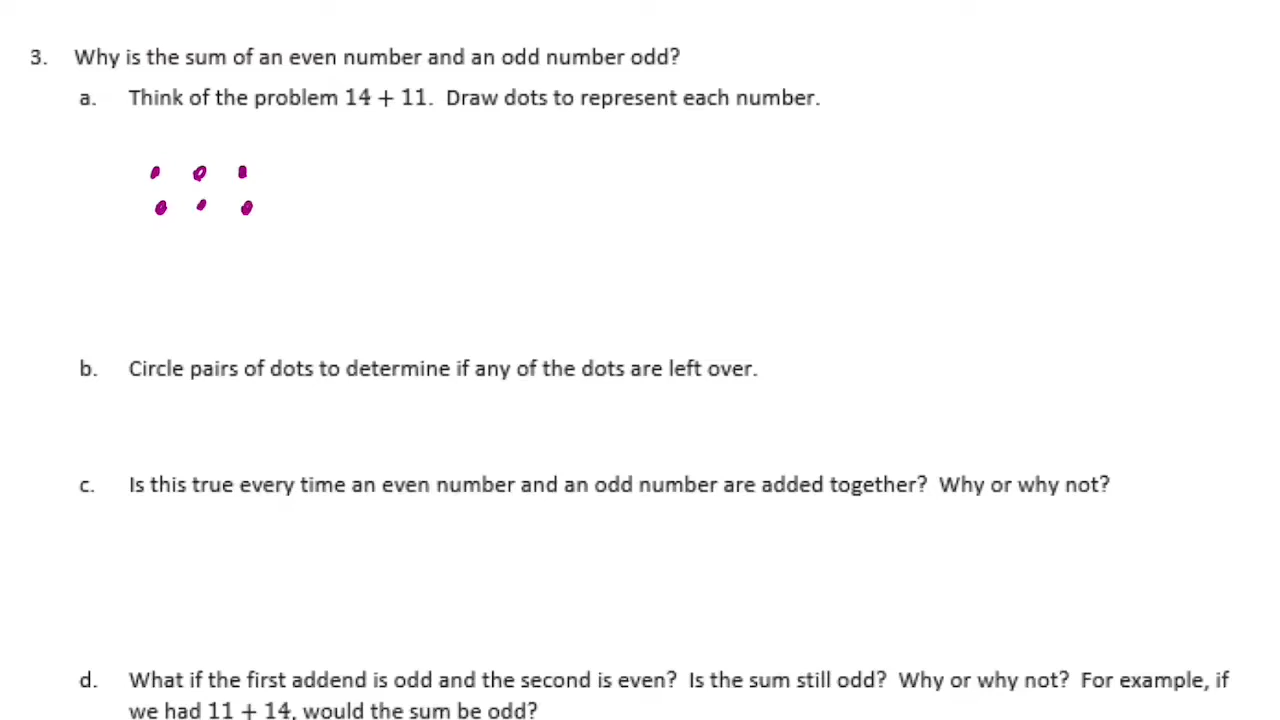 3. Why is the sum of an even number and an odd number odd?
a. Think of the problem 14 + 11. Draw dots to represent each number.
b. Circle pairs of dots to determine if any of the dots are left over.
c. Is this true every time an even number and an odd number are added together? Why or why not?
d. What if the first addend is odd and the second is even? Is the sum still odd? Why or why not? For example, if
we had 11 + 14, would the sum be odd?